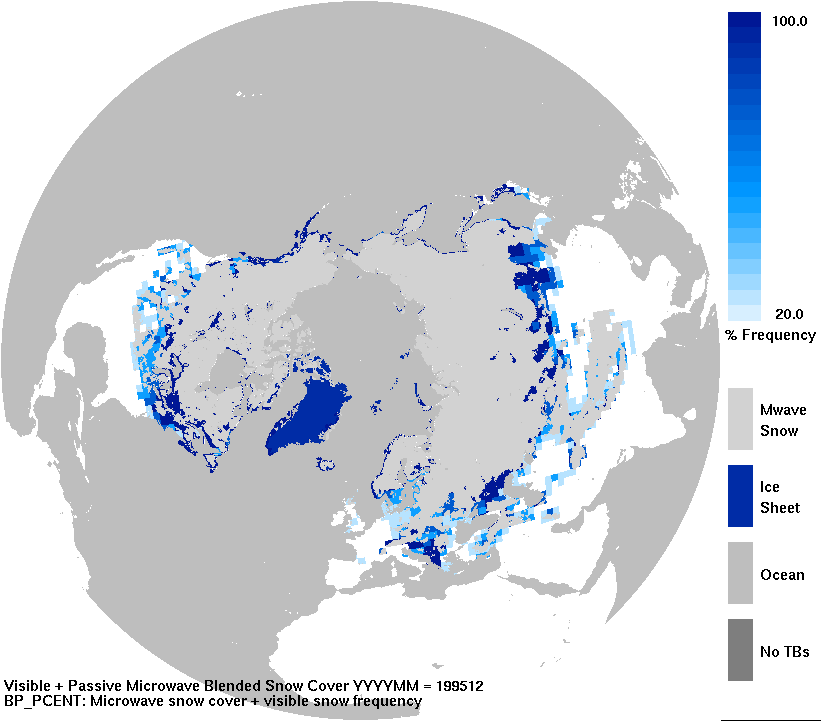 100.0
20.0
% Frequency
Mwave
Snow
Ice
Sheet
Ocean
No TBs
Visible + Passive Microwave Blended Snow Cover YYYYMM = 199512
BP_PCENT: Microwave snow cover + visible snow frequency